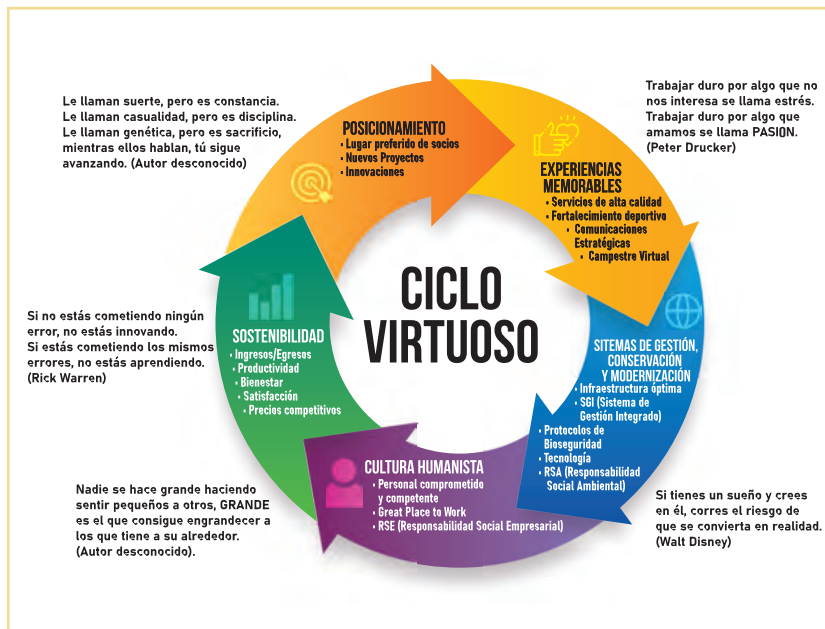 Le llaman suerte, pero es constancia.
Le llaman casualidad, pero es disciplina.
Le llaman genética, pero es sacrificio,
mientras ellos hablan, tú sigue
avanzando. (Autor desconocido)
POSICIONAMIENTO
• Lugar preferido de socios
• Nuevos Proyectos
• Innovaciones
Trabajar duro por algo que no
nos interesa se llama estrés.
Trabajar duro por algo que
amamos se llama PASION.
(Peter Drucker)
EXPERIENCIAS
MEMORABLES
• Servicios de alta calidad
• Fortalecimiento deportivo
• Comunicaciones
Estratégicas
• Campestre Virtual
CICLO
VIRTUOSO
SITEMAS DE GESTIÓN,
CONSERVACIÓN
Y MODERNIZACIÓN
• Infraestructura óptima
• SGI (Sistema de
Gestión Integrado)
• Protocolos de
Bioseguridad
• Tecnología
• RSA (Responsabilidad
Social Ambiental)
Si tienes un sueño y crees
en él, corres el riesgo de
que se convierta en realidad.
(Walt Disney)
CULTURA HUMANISTA
• Personal comprometido
y competente
• Great Place to Work
• RSE (Responsabilidad Social Empresarial)
Nadie se hace grande haciendo
sentir pequeños a otros, GRANDE
es el que consigue engrandecer a
los que tiene a su alrededor.
(Autor desconocido).
SOSTENIBILIDAD
• Ingresos/Egresos
• Productividad
• Bienestar
• Satisfacción
• Precios competitivos
Si no estás cometiendo ningún
error, no estás innovando.
Si estás cometiendo los mismos
errores, no estás aprendiendo.
(Rick Warren)